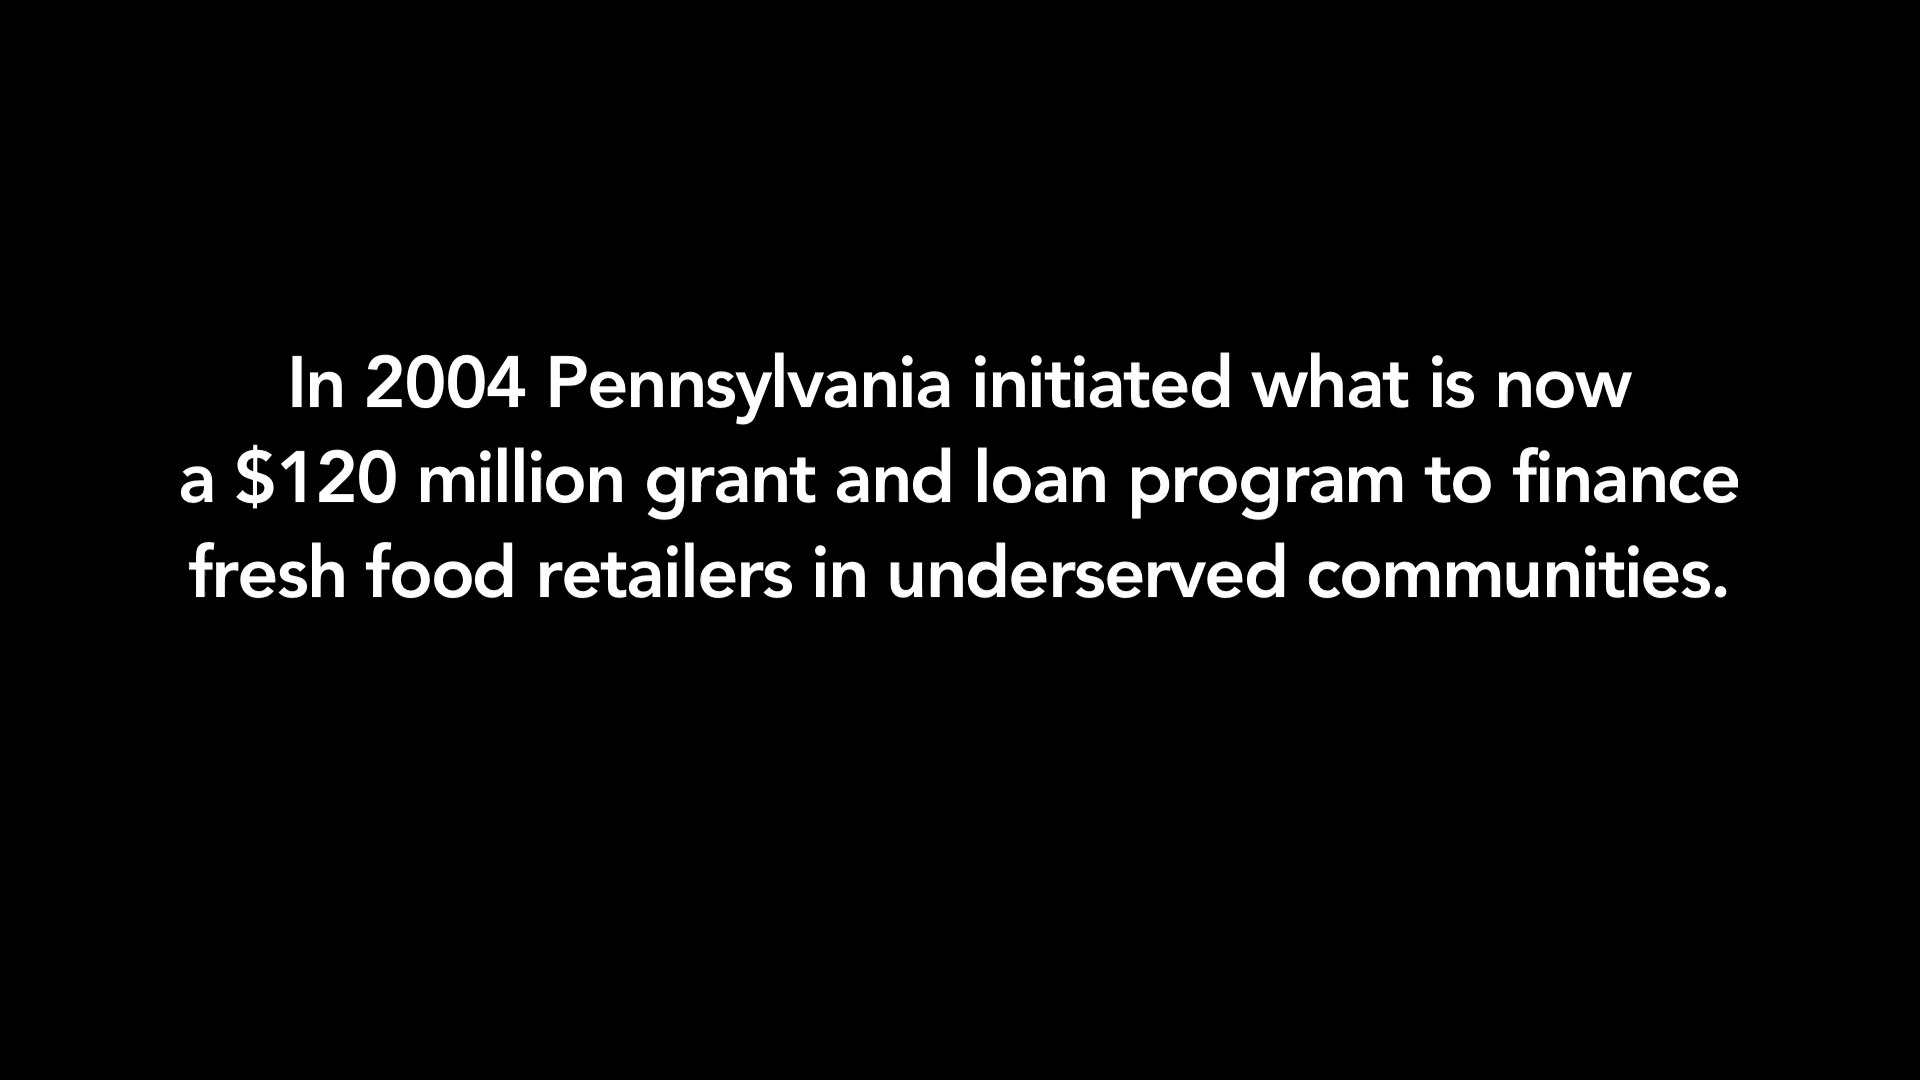 In 2004 Pennsylvania initiated what is now
a $120 million grant and loan program to finance
fresh food retailers in underserved communities.